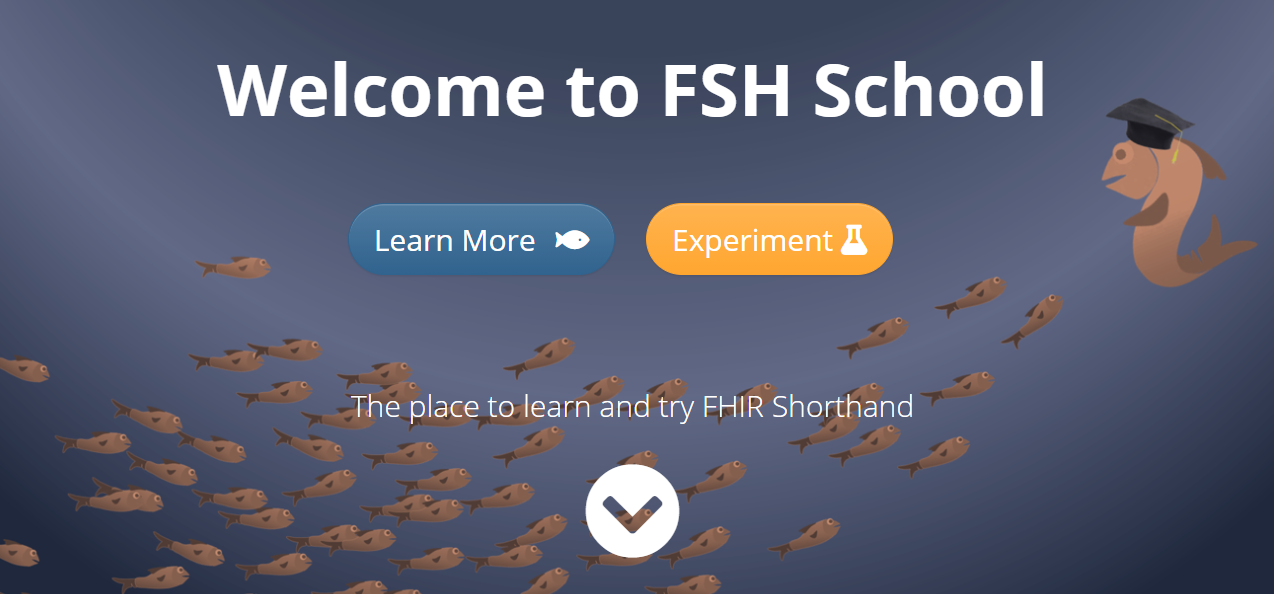 Welcome to FSH School
Learn More
Experiment
The place to learn and try FHIR Shorthand